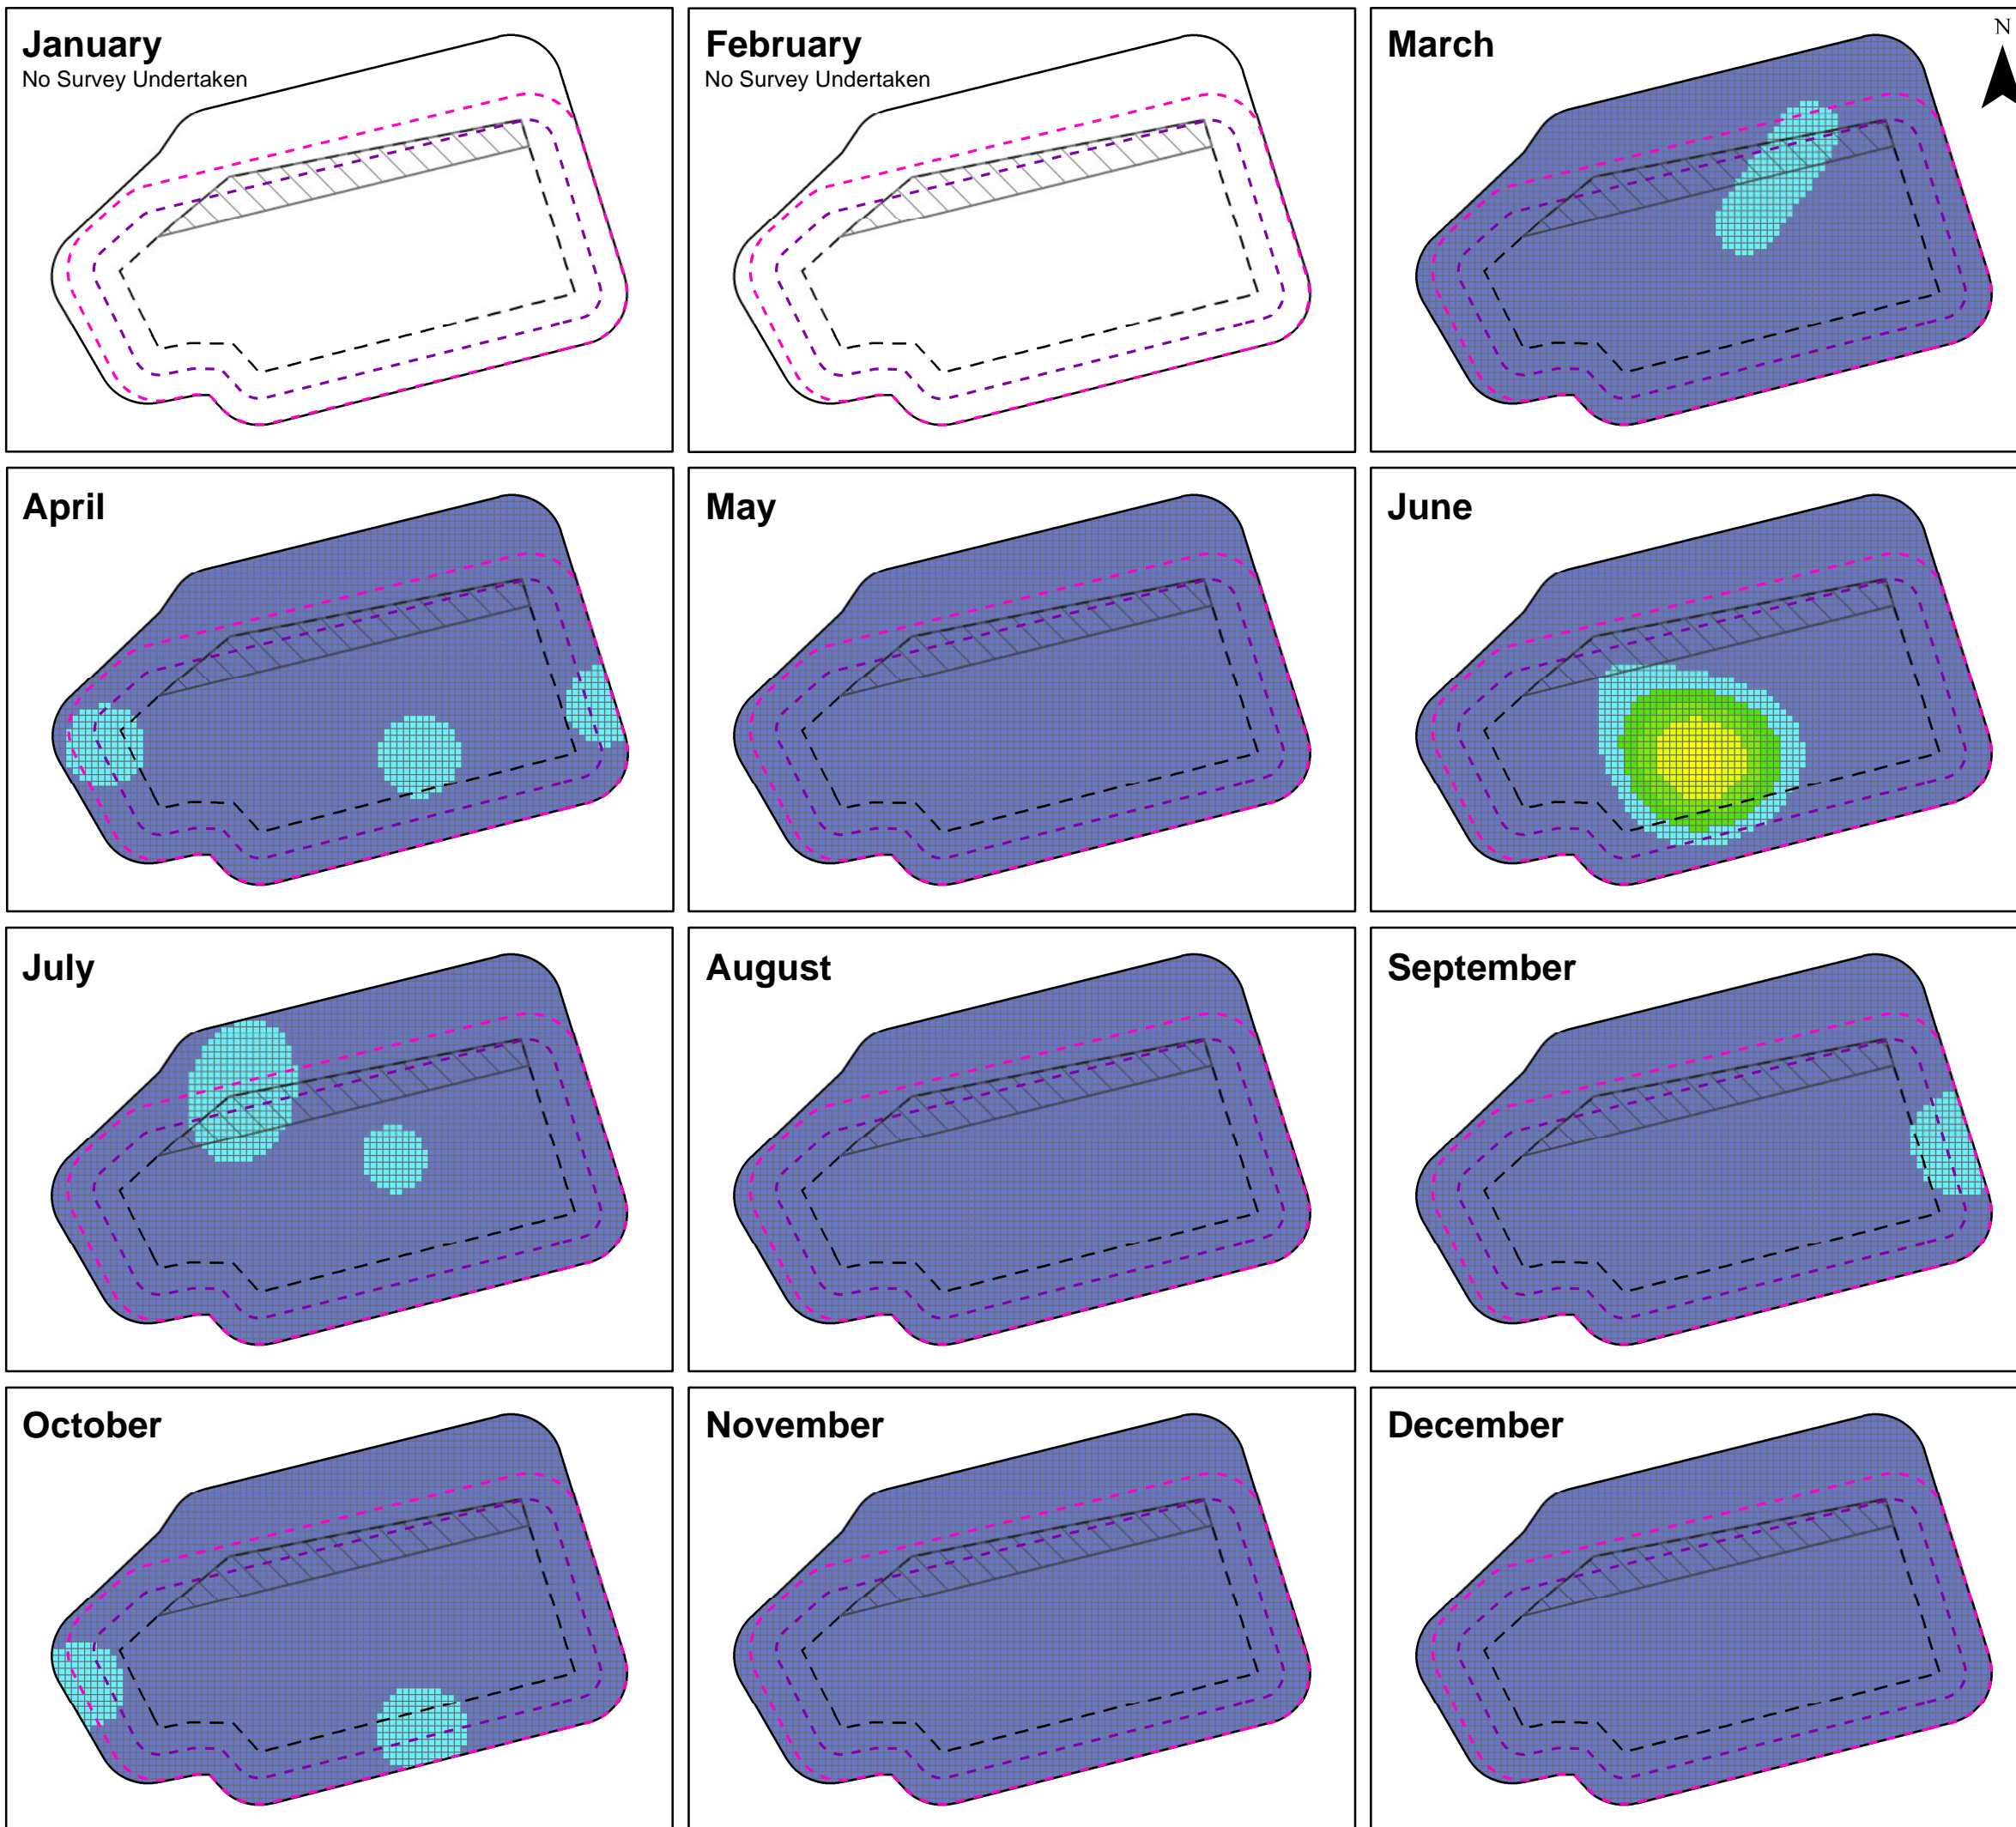 January
No Survey Undertaken
February
No Survey Undertaken
March
N
April
May
June
July
August
September
October
November
December